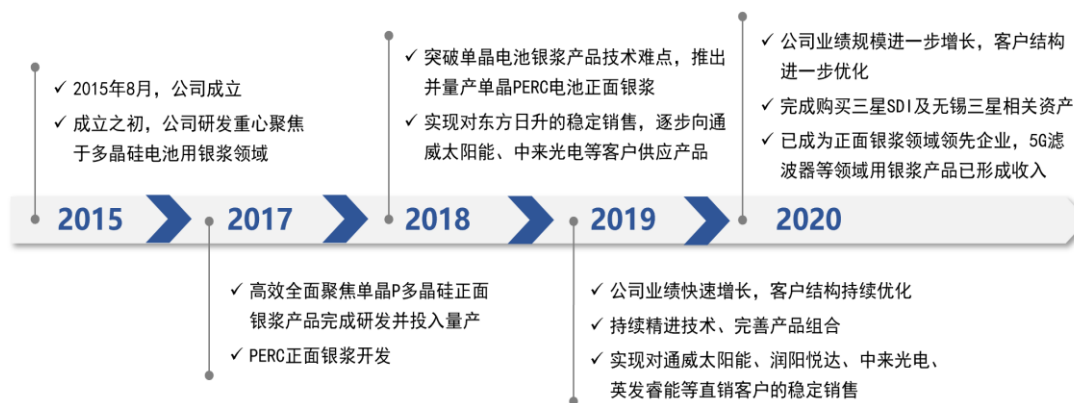 ✓ 2015年8月，公司成立
✓ 成立之初，公司研发重心聚焦
于多晶硅电池用银浆领域
✓ 突破单晶电池银浆产品技术难点，推出
并量产单晶PERC电池正面银浆
✓ 实现对东方日升的稳定销售，逐步向通
威太阳能、中来光电等客户供应产品
✓ 公司业绩规模进一步增长，客户结构
进一步优化
✓ 完成购买三星SDI及无锡三星相关资产
✓ 已成为正面银浆领域领先企业，5G滤
波器等领域用银浆产品已形成收入
2015
2017
2018
2019
2020
✓ 高效全面聚焦单晶P多晶硅正面
银浆产品完成研发并投入量产
✓ PERC正面银浆开发
✓ 公司业绩快速增长，客户结构持续优化
✓ 持续精进技术、完善产品组合
✓ 实现对通威太阳能、润阳悦达、中来光电、
英发睿能等直销客户的稳定销售